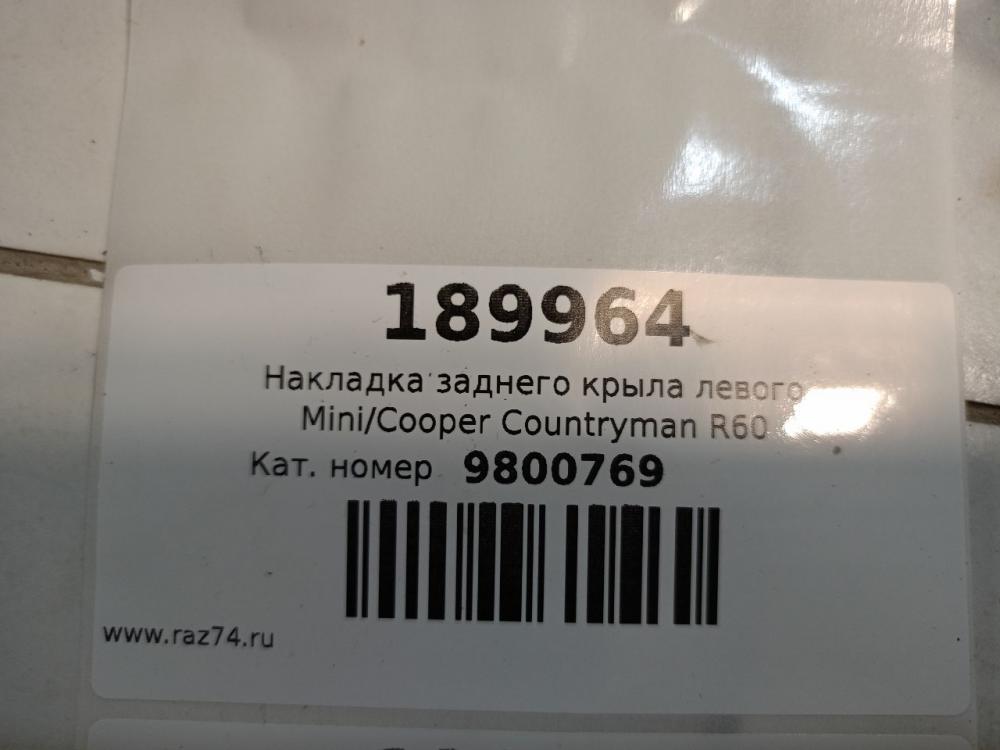 189964
Накладка заднего крыла левого
Mini/Cooper Countryman R60
Кат. номер 9800769
www.raz74.ru